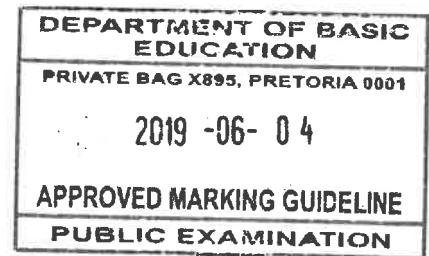 DEPARTMENT OF BASIC
EDUCATION
PRIVATE BAG X895, PRETORIA 0001
2019 -06- 04
APPROVED MARKING GUIDELINE
PUBLIC EXAMINATION